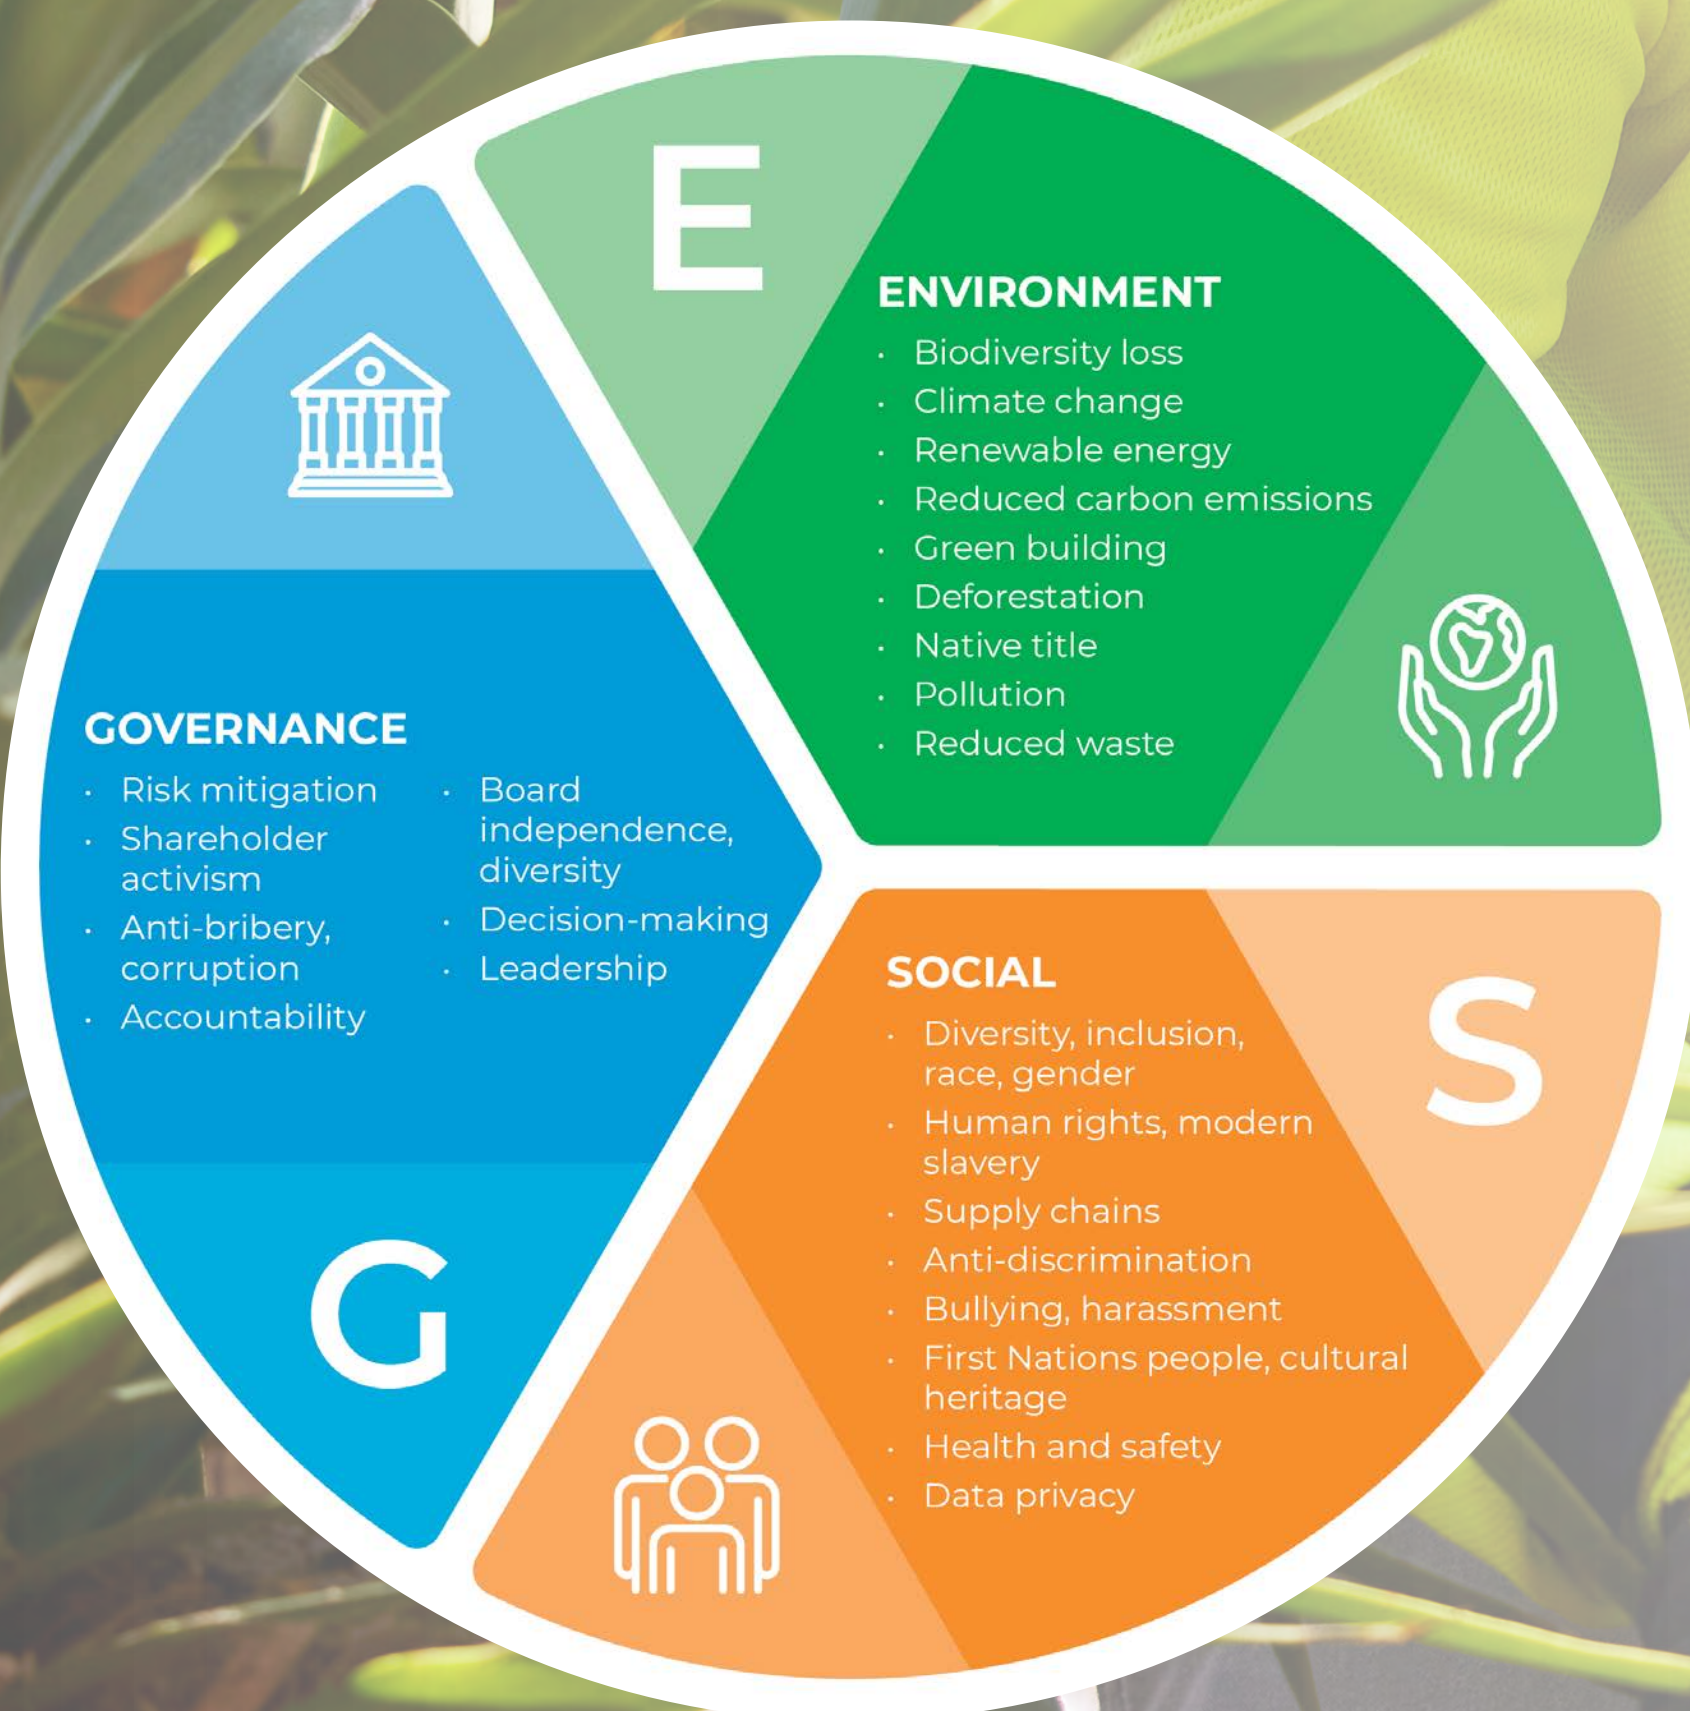 E
ENVIRONMENT
· Biodiversity loss
· Climate change
· Renewable energy
· Reduced carbon emissions
· Green building
· Deforestation
· Native title
· Pollution
· Reduced waste
GOVERNANCE
· Risk mitigation
· Shareholder
activism
· Anti-bribery,
corruption
· Accountability
· Board
independence,
diversity
· Decision-making
· Leadership
G
SOCIAL
· Diversity, inclusion,
race, gender
· Human rights, modern
slavery
· Supply chains
· Anti-discrimination
· Bullying, harassment
· First Nations people, cultural
heritage
· Health and safety
· Data privacy
S